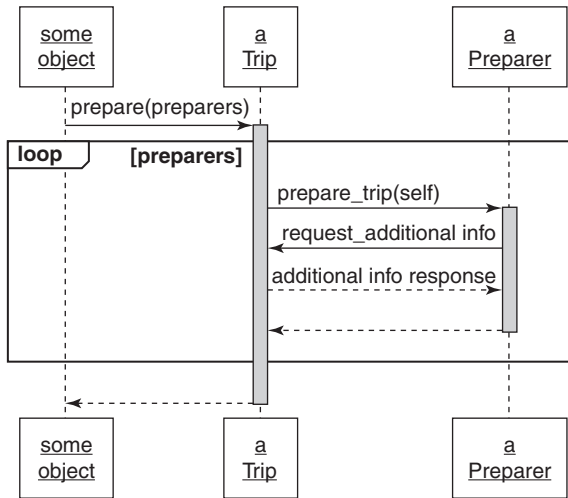 some
object
a
Trip
a
Preparer
prepare(preparers)
loop
[preparers]
prepare_trip(self)
request_additional info
additional info response
some
object
a
Trip
a
Preparer